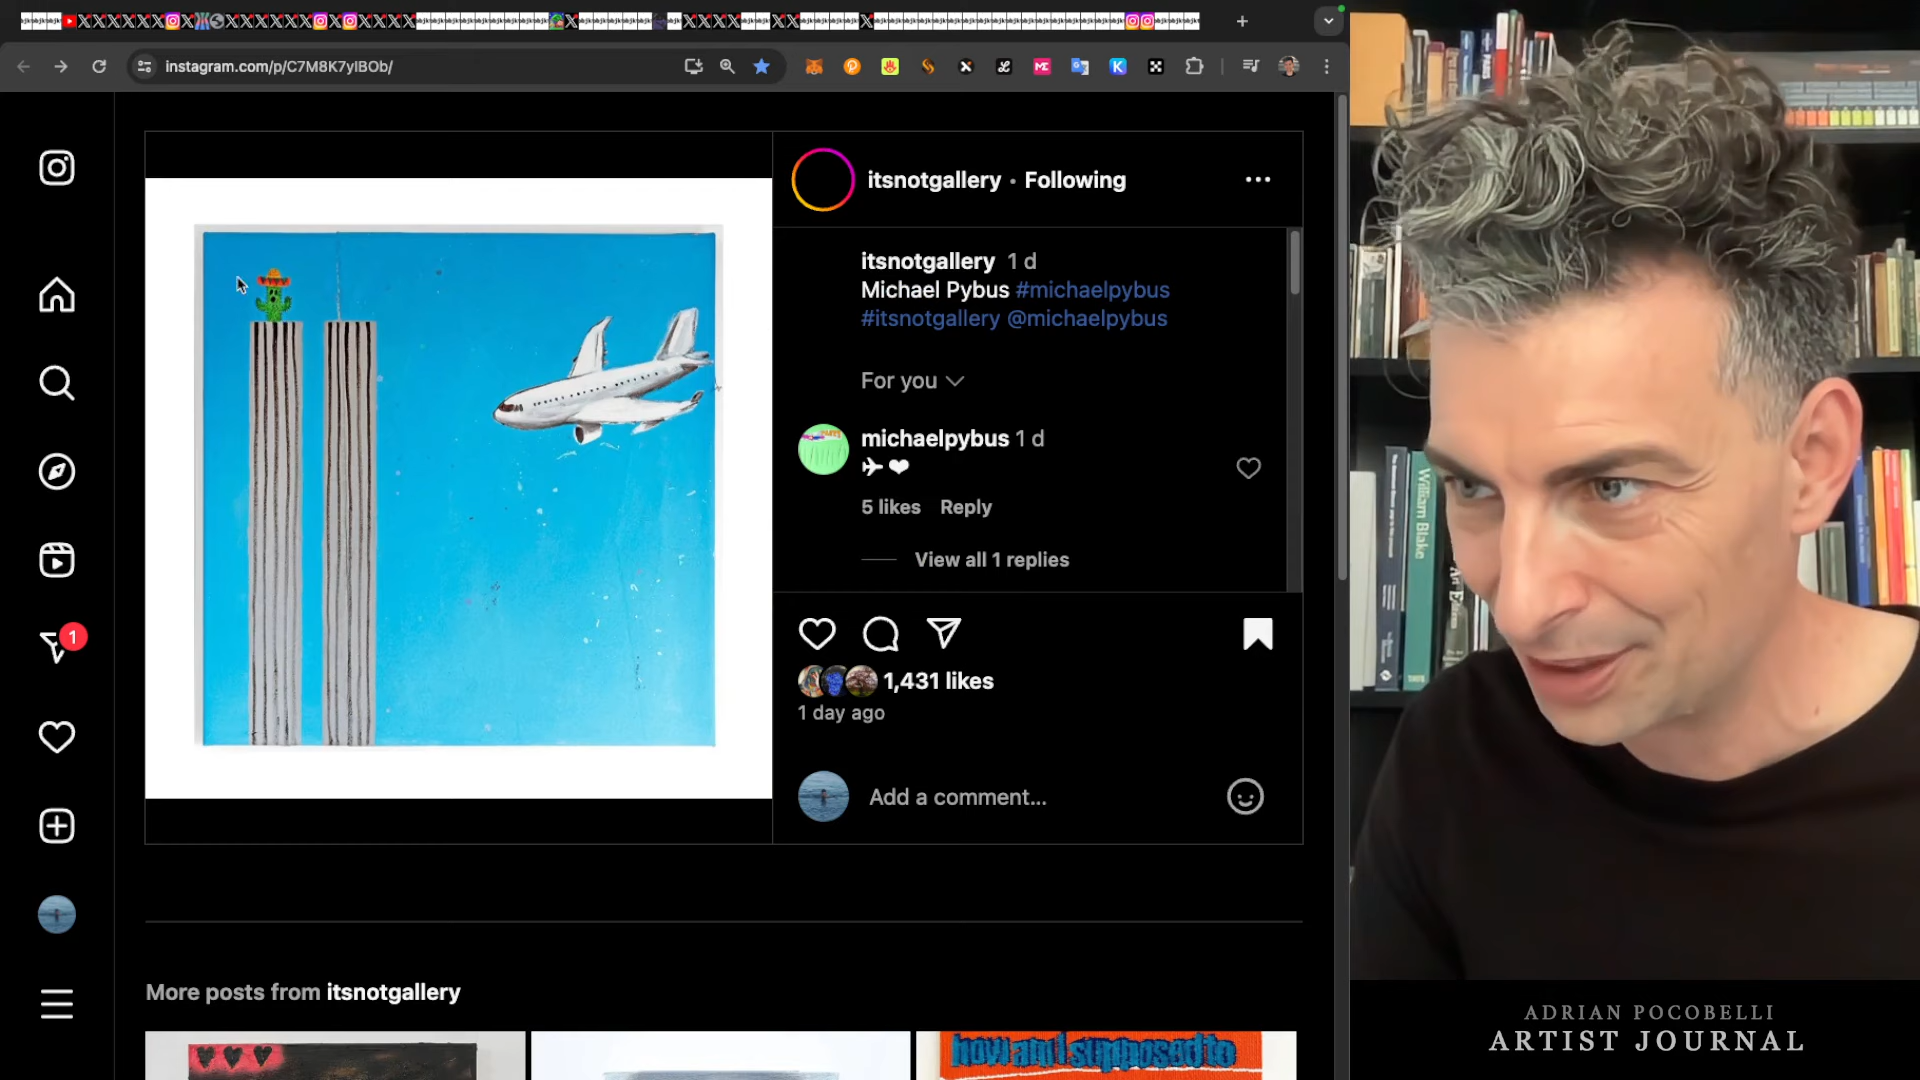 instagram.com/p/C7M8K7ylBOb/
itsnotgallery • Following
itsnotgallery 1 d
Michael Pybus #michaelpybus
#itsnotgallery @michaelpybus
For you
michaelpybus 1 d
5 likes Reply
View all 1 replies
1
1,431 likes
1 day ago
Add a comment...
More posts from itsnotgallery
how am I supposed to
William Blake
ADRIAN POCOBELLI
ARTIST JOURNAL